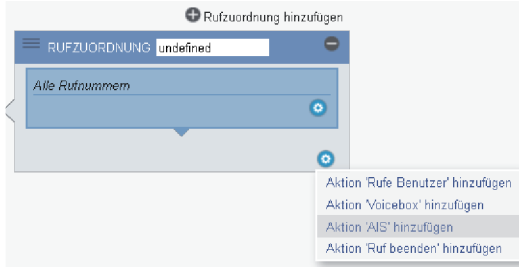 Rufzuordnung hinzufügen
RUFZUORDNUNG undefined
Alle Rufnummern
Aktion 'Rufe Benutzer' hinzufügen
Aktion 'Voicebox' hinzufügen
Aktion 'AIS' hinzufügen
Aktion 'Ruf beenden' hinzufügen